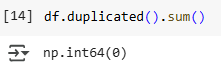 [14] df.duplicated().sum()
np.int64(0)